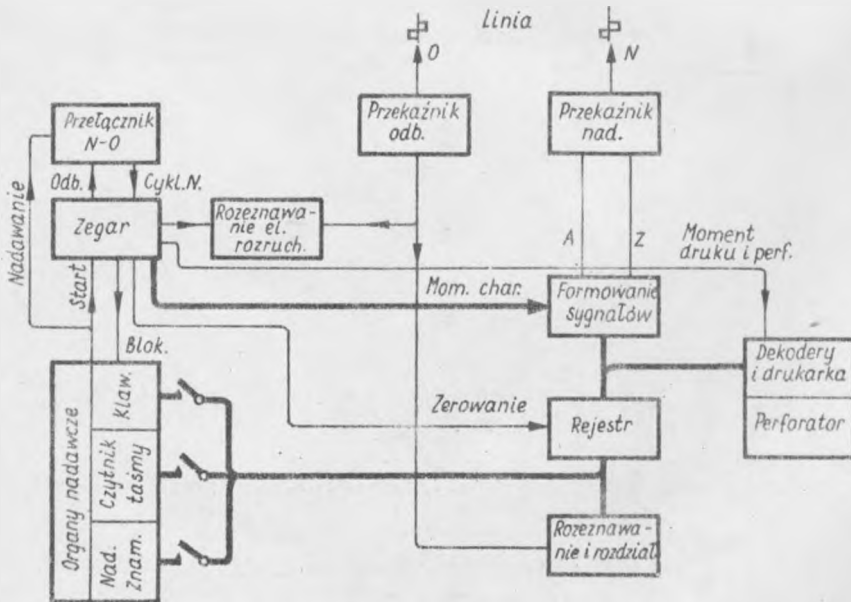 Linia
O
N
Przełącznik
N-O
Przekaźnik
odb.
Przekaźnik
nad.
Odb.
Cykl.N.
Nadawanie
Zegar
Rozeznawa-
nie el.
rozruch.
A
Z
Moment
druku i perf.
Start
Mom. char.
Formowanie
sygnałów
Blok.
Dekodery
i drukarka
Perforator
Zerowanie
Rejestr
Organy nadawcze
Klaw.
Czytnik
taśmy
Nad.
Znam.
Rozeznawa-
nie i rozdział